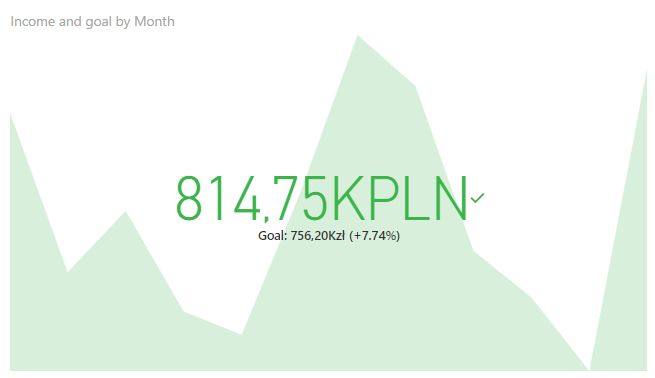 Income and goal by Month
814,75KPLN✓
Goal: 756,20Kzł (+7.74%)